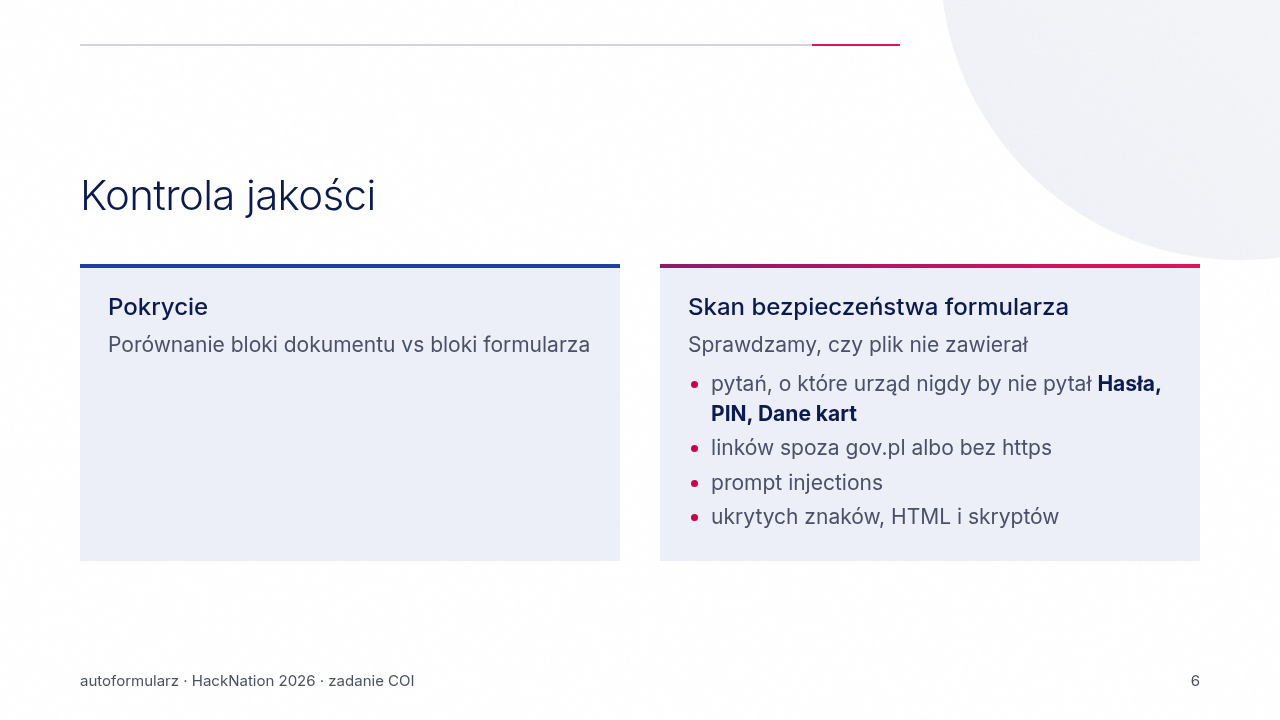 Kontrola jakości
Pokrycie
Porównanie bloki dokumentu vs bloki formularza
Skan bezpieczeństwa formularza
Sprawdzamy, czy plik nie zawierał
pytań, o które urząd nigdy by nie pytał Hasła,
PIN, Dane kart
linków spoza gov.pl albo bez https
prompt injections
ukrytych znaków, HTML i skryptów
autoformularz · HackNation 2026 · zadanie COI
6